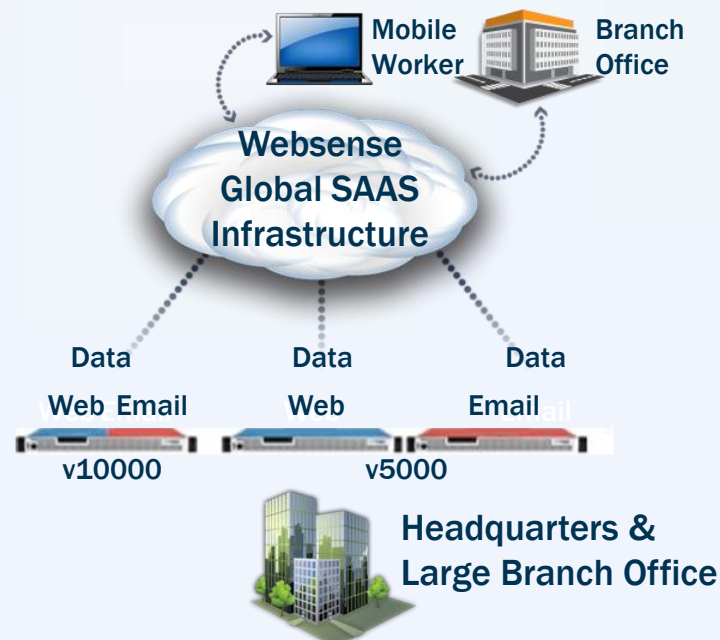 Mobile
Worker
Branch
Office
Websense
Global SAAS
Infrastructure
Data
Data
Data
Web Email
Web
Email
v10000
v5000
Headquarters &
Large Branch Office